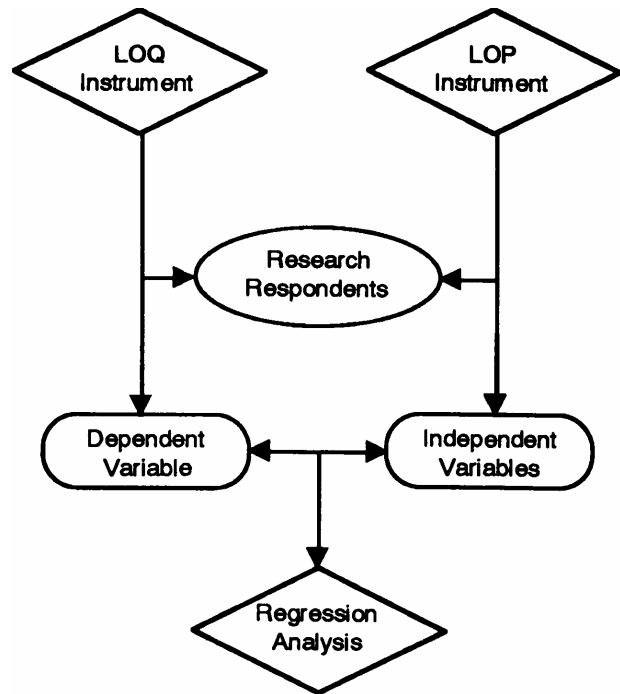 LOQ
Instrument
LOP
Instrument
Research
Respondents
Dependent
Variable
Independent
Variables
Regression
Analysis